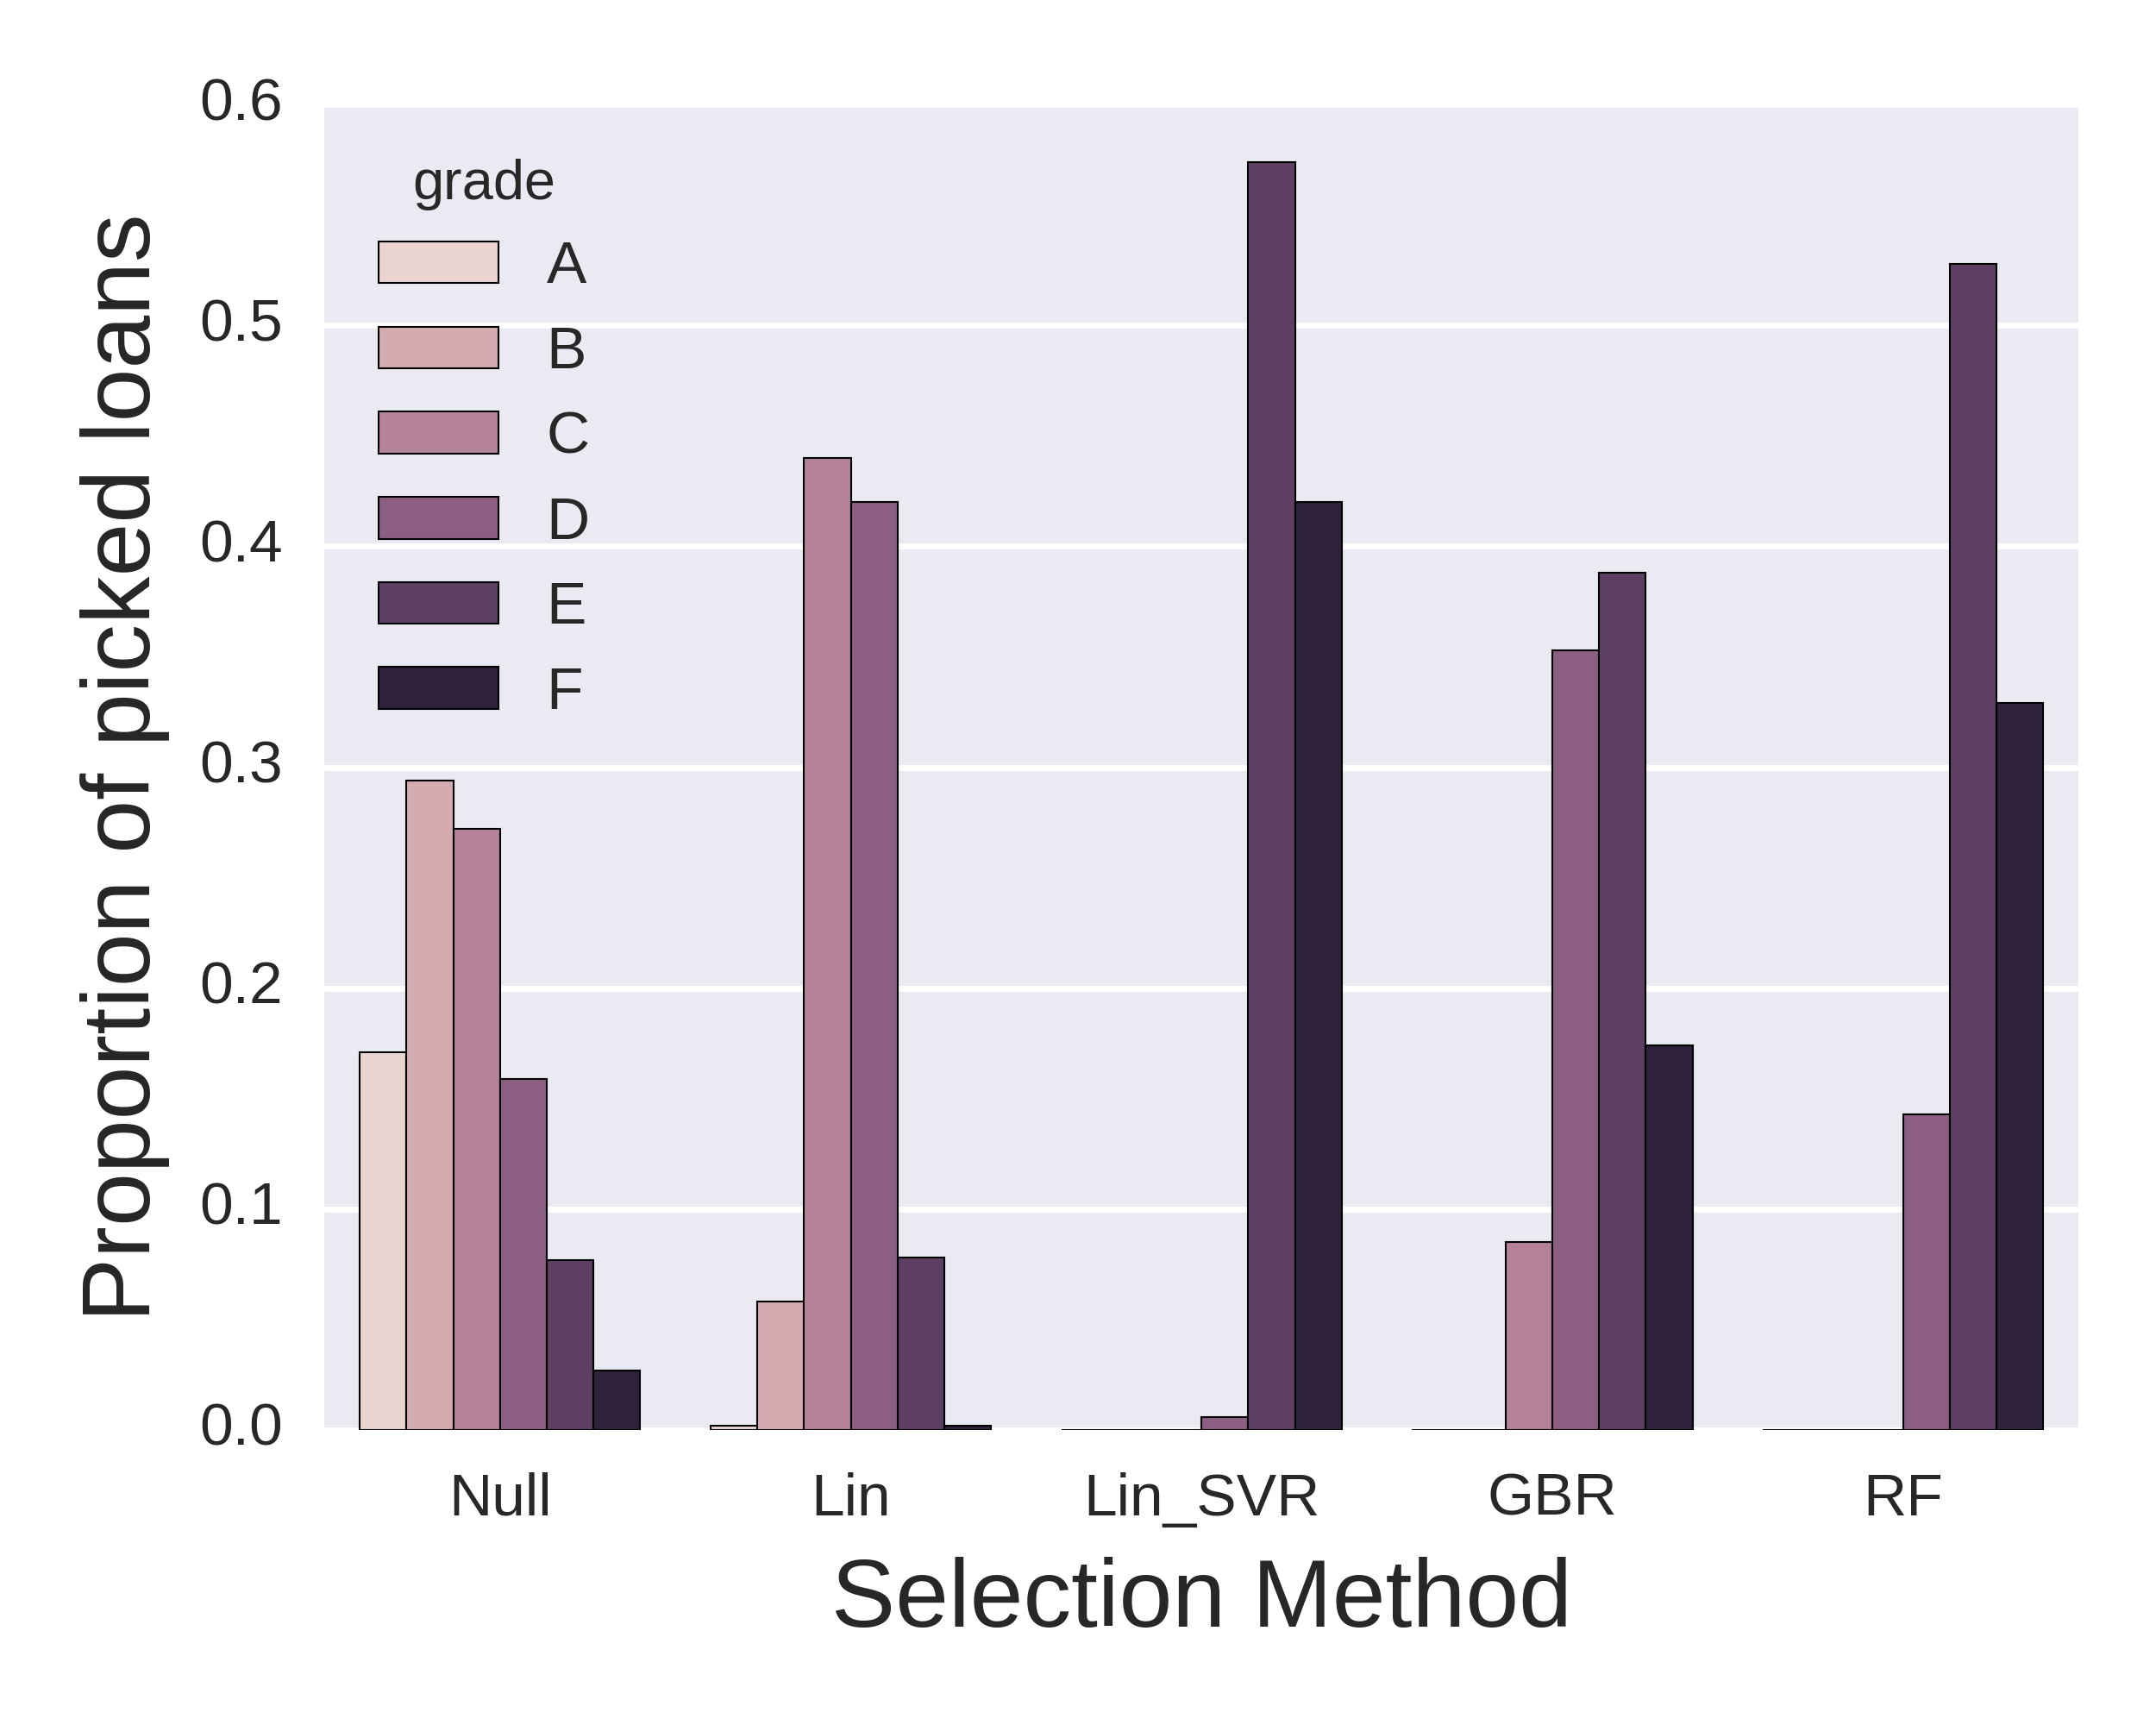 Proportion of picked loans
0.6
0.5
0.4
0.3
0.2
0.1
0.0
grade
A
B
C
D
E
F
Null Lin Lin_SVR GBR RF
Selection Method